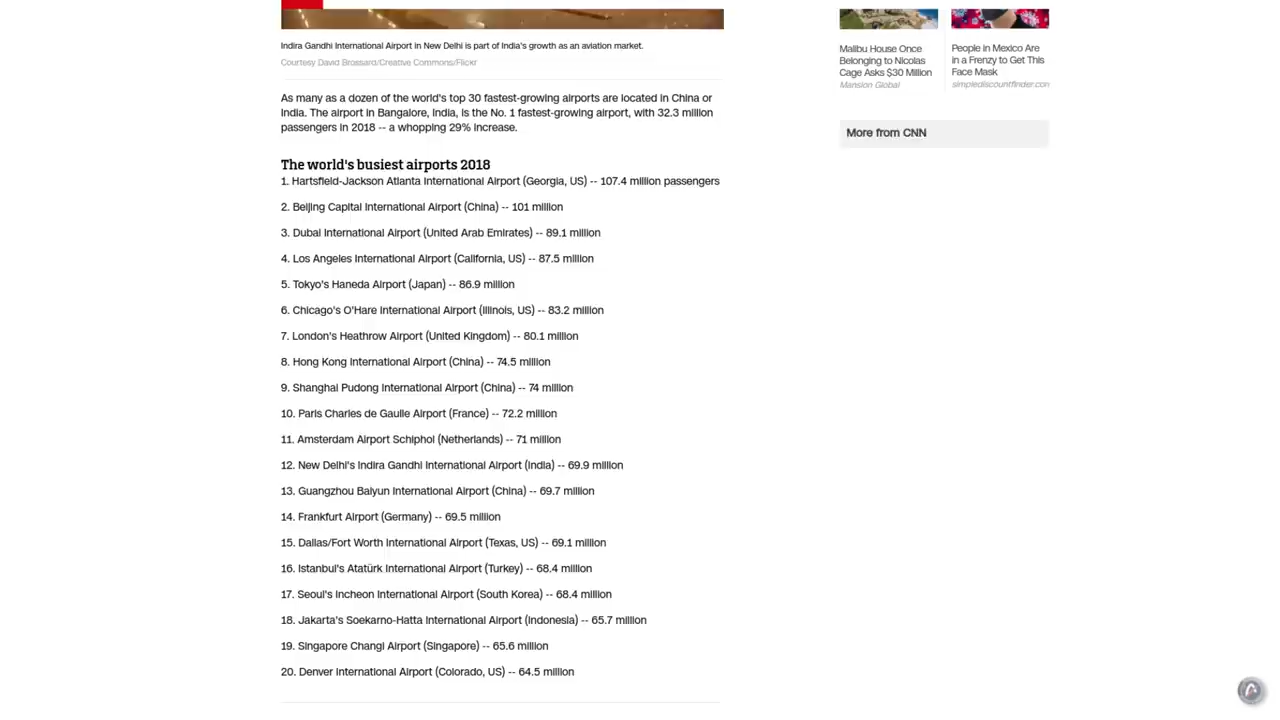 Indira Gandhi International Airport in New Delhi is part of India's growth as an aviation market.
Courtesy David Brossard/Creative Commons/Flickr
As many as a dozen of the world's top 30 fastest-growing airports are located in China or
India. The airport in Bangalore, India, is the No. 1 fastest-growing airport, with 32.3 million
passengers in 2018 -- a whopping 29% increase.
The world's busiest airports 2018
1. Hartsfield-Jackson Atlanta International Airport (Georgia, US) -- 107.4 million passengers
2. Beijing Capital International Airport (China) -- 101 million
3. Dubai International Airport (United Arab Emirates) -- 89.1 million
4. Los Angeles International Airport (California, US) -- 87.5 million
5. Tokyo's Haneda Airport (Japan) -- 86.9 million
6. Chicago's O'Hare International Airport (Illinois, US) -- 83.2 million
7. London's Heathrow Airport (United Kingdom) -- 80.1 million
8. Hong Kong International Airport (China) -- 74.5 million
9. Shanghai Pudong International Airport (China) -- 74 million
10. Paris Charles de Gaulle Airport (France) -- 72.2 million
11. Amsterdam Airport Schiphol (Netherlands) -- 71 million
12. New Delhi's Indira Gandhi International Airport (India) -- 69.9 million
13. Guangzhou Baiyun International Airport (China) -- 69.7 million
14. Frankfurt Airport (Germany) -- 69.5 million
15. Dallas/Fort Worth International Airport (Texas, US) -- 69.1 million
16. Istanbul's Atatürk International Airport (Turkey) -- 68.4 million
17. Seoul's Incheon International Airport (South Korea) -- 68.4 million
18. Jakarta's Soekarno-Hatta International Airport (Indonesia) -- 65.7 million
19. Singapore Changi Airport (Singapore) -- 65.6 million
20. Denver International Airport (Colorado, US) -- 64.5 million
Malibu House Once
Belonging to Nicolas
Cage Asks $30 Million
Mansion Global
People in Mexico Are
in a Frenzy to Get This
Face Mask
simplediscountfinder.com
More from CNN